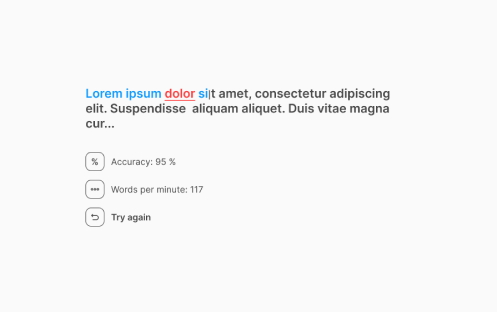 Lorem ipsum dolor sit amet, consectetur adipiscing
elit. Suspendisse  aliquam aliquet. Duis vitae magna
cur...
% Accuracy: 95 %
Words per minute: 117
Try again